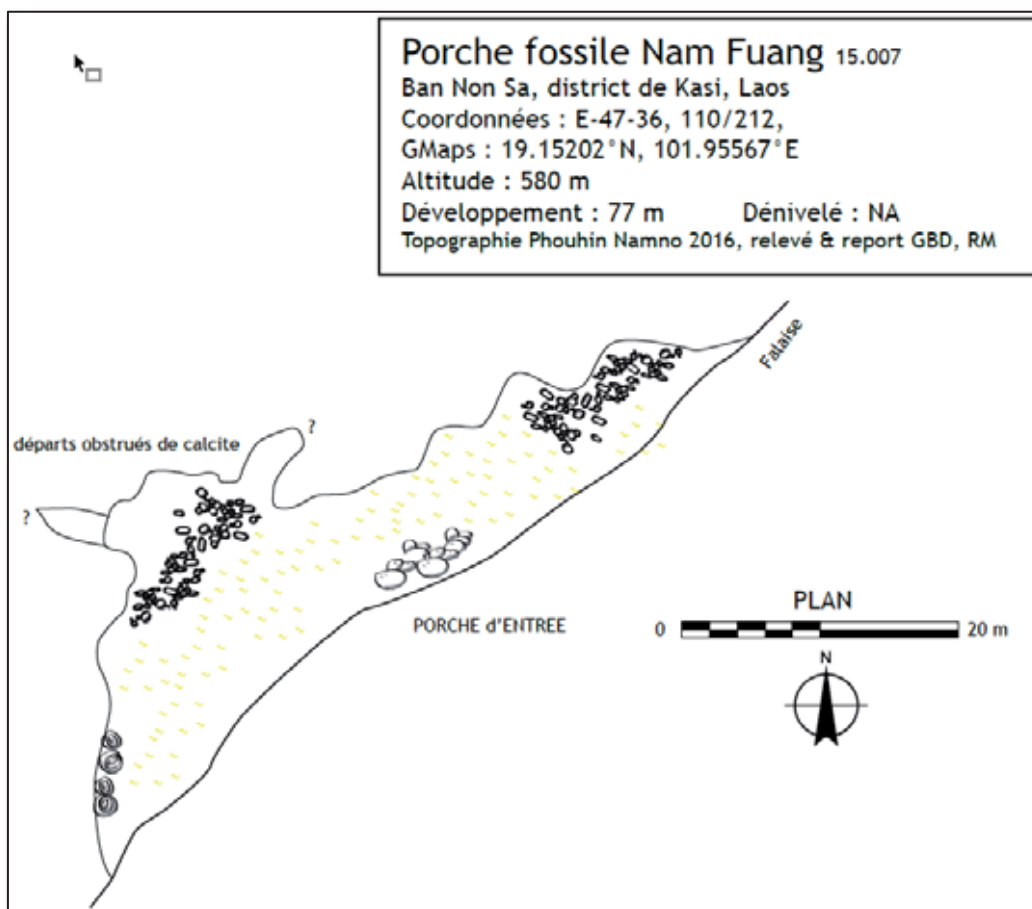 Porche fossile Nam Fuang 15.007
Ban Non Sa, district de Kasi, Laos
Coordonnées : E-47-36, 110/212,
GMaps : 19.15202°N, 101.95567°E
Altitude : 580 m
Développement : 77 m Dénivelé : NA
Topographie Phouhin Namno 2016, relevé & report GBD, RM
Falaise
départs obstrués de calcite
?
?
PORCHE d'ENTREE
PLAN
0 20 m
N